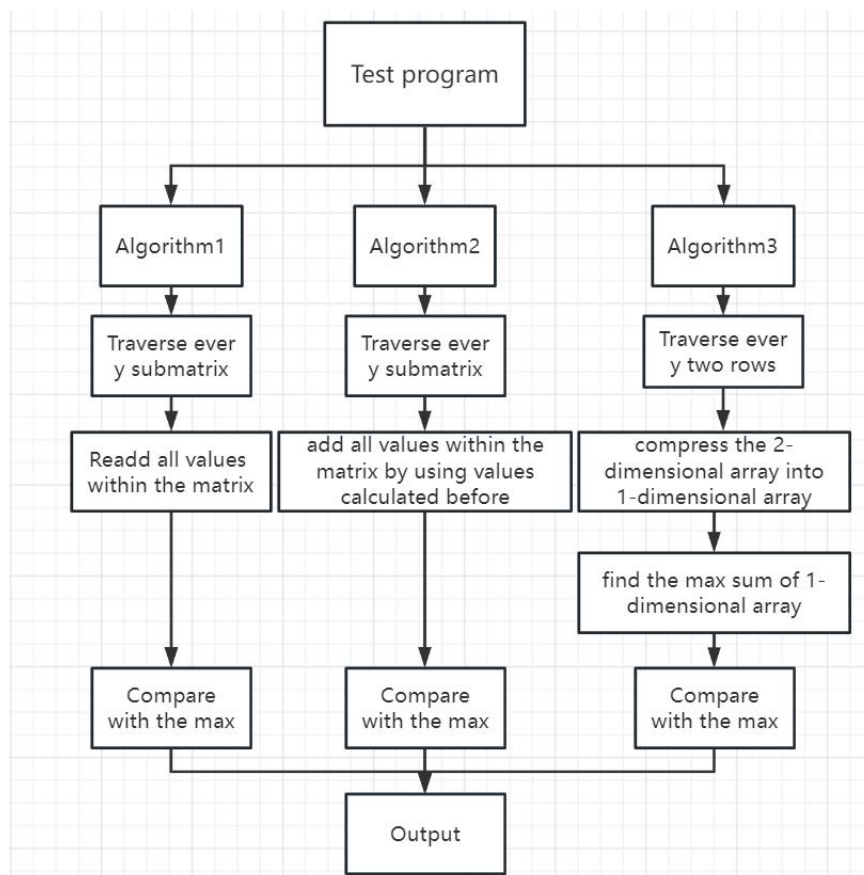 Test program
Algorithm1
Algorithm2
Algorithm3
Traverse ever
y submatrix
Traverse ever
y submatrix
Traverse ever
y two rows
Readd all values
within the matrix
add all values within the
matrix by using values
calculated before
compress the 2-
dimensional array into
1-dimensional array
find the max sum of 1-
dimensional array
Compare
with the max
Compare
with the max
Compare
with the max
Output